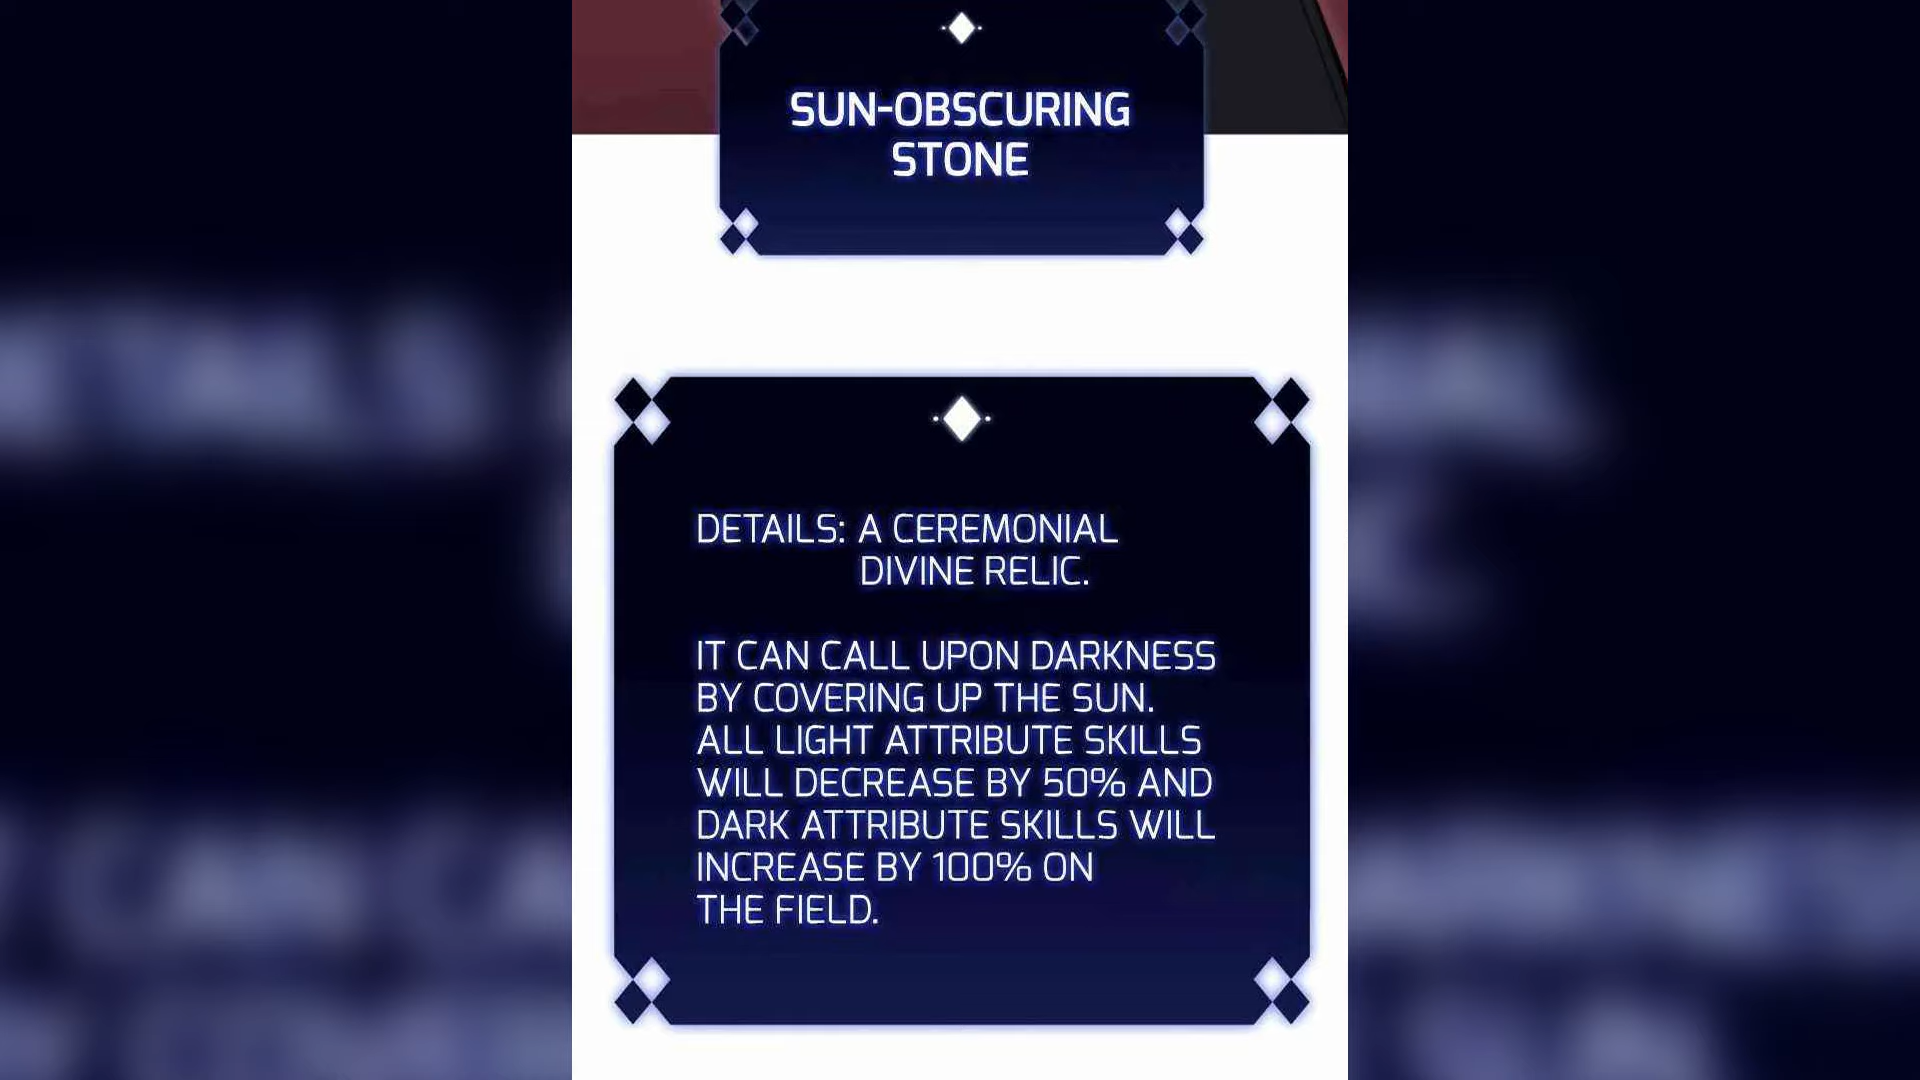 SUN-OBSCURING
STONE
DETAILS: A CEREMONIAL
DIVINE RELIC.
IT CAN CALL UPON DARKNESS
BY COVERING UP THE SUN.
ALL LIGHT ATTRIBUTE SKILLS
WILL DECREASE BY 50% AND
DARK ATTRIBUTE SKILLS WILL
INCREASE BY 100% ON
THE FIELD.